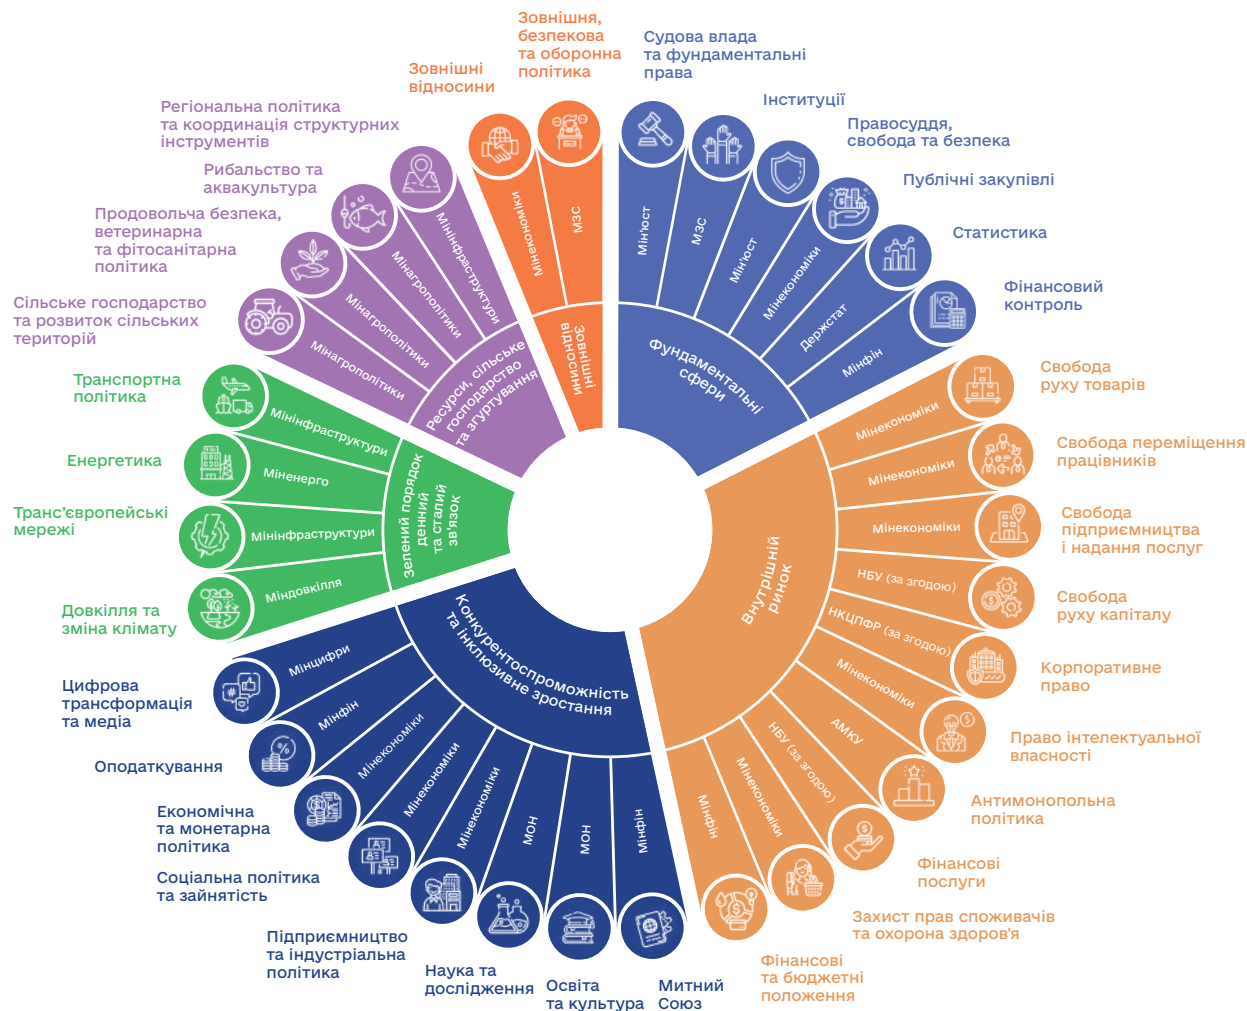 Зовнішня,
безпекова
та оборонна
політика
Зовнішні
відносини
Судова влада
та фундаментальні
права
Інституції
Правосуддя,
свобода та безпека
Публічні закупівлі
Статистика
Фінансовий
контроль
Мін'юст
МЗС
Мін'юст
Мінекономіки
Держстат
Мінфін
Фундаментальні
сфери
Свобода
руху товарів
Свобода переміщення
працівників
Свобода
підприємництва
і надання послуг
Свобода
руху капіталу
Корпоративне
право
Право інтелектуальної
власності
Антимонопольна
політика
Фінансові
послуги
Захист прав споживачів
та охорона здоров'я
Фінансові
та бюджетні
положення
Мінекономіки
Мінекономіки
Мінекономіки
НБУ (за згодою)
НКЦПФР (за згодою)
Мінекономіки
АМКУ
НБУ (за згодою)
Мінекономіки
Мінфін
Внутрішній
ринок
Митний
Союз
Освіта
та культура
Наука та
дослідження
Підприємництво
та індустріальна
політика
Соціальна політика
та зайнятість
Економічна
та монетарна
політика
Оподаткування
Цифрова
трансформація
та медіа
Мінфін
МОН
МОН
Мінекономіки
Мінекономіки
Мінекономіки
Мінфін
Мінцифри
Конкурентоспроможність
та інклюзивне зростання
Довкілля та
зміна клімату
Транс’європейські
мережі
Енергетика
Транспортна
політика
Міндовкілля
Мінінфраструктури
Міненерго
Мінінфраструктури
Зелений порядок
денний
та сталий
зв'язок
Сільське господарство
та розвиток сільських
територій
Продовольча безпека,
ветеринарна
та фітосанітарна
політика
Рибальство та
аквакультура
Регіональна політика
та координація структурних
інструментів
Мінагрополітики
Мінагрополітики
Мінагрополітики
Мінінфраструктури
Ресурси, сільське
господарство
та згуртування
Мінекономіки
МЗС
Зовнішні
відносини